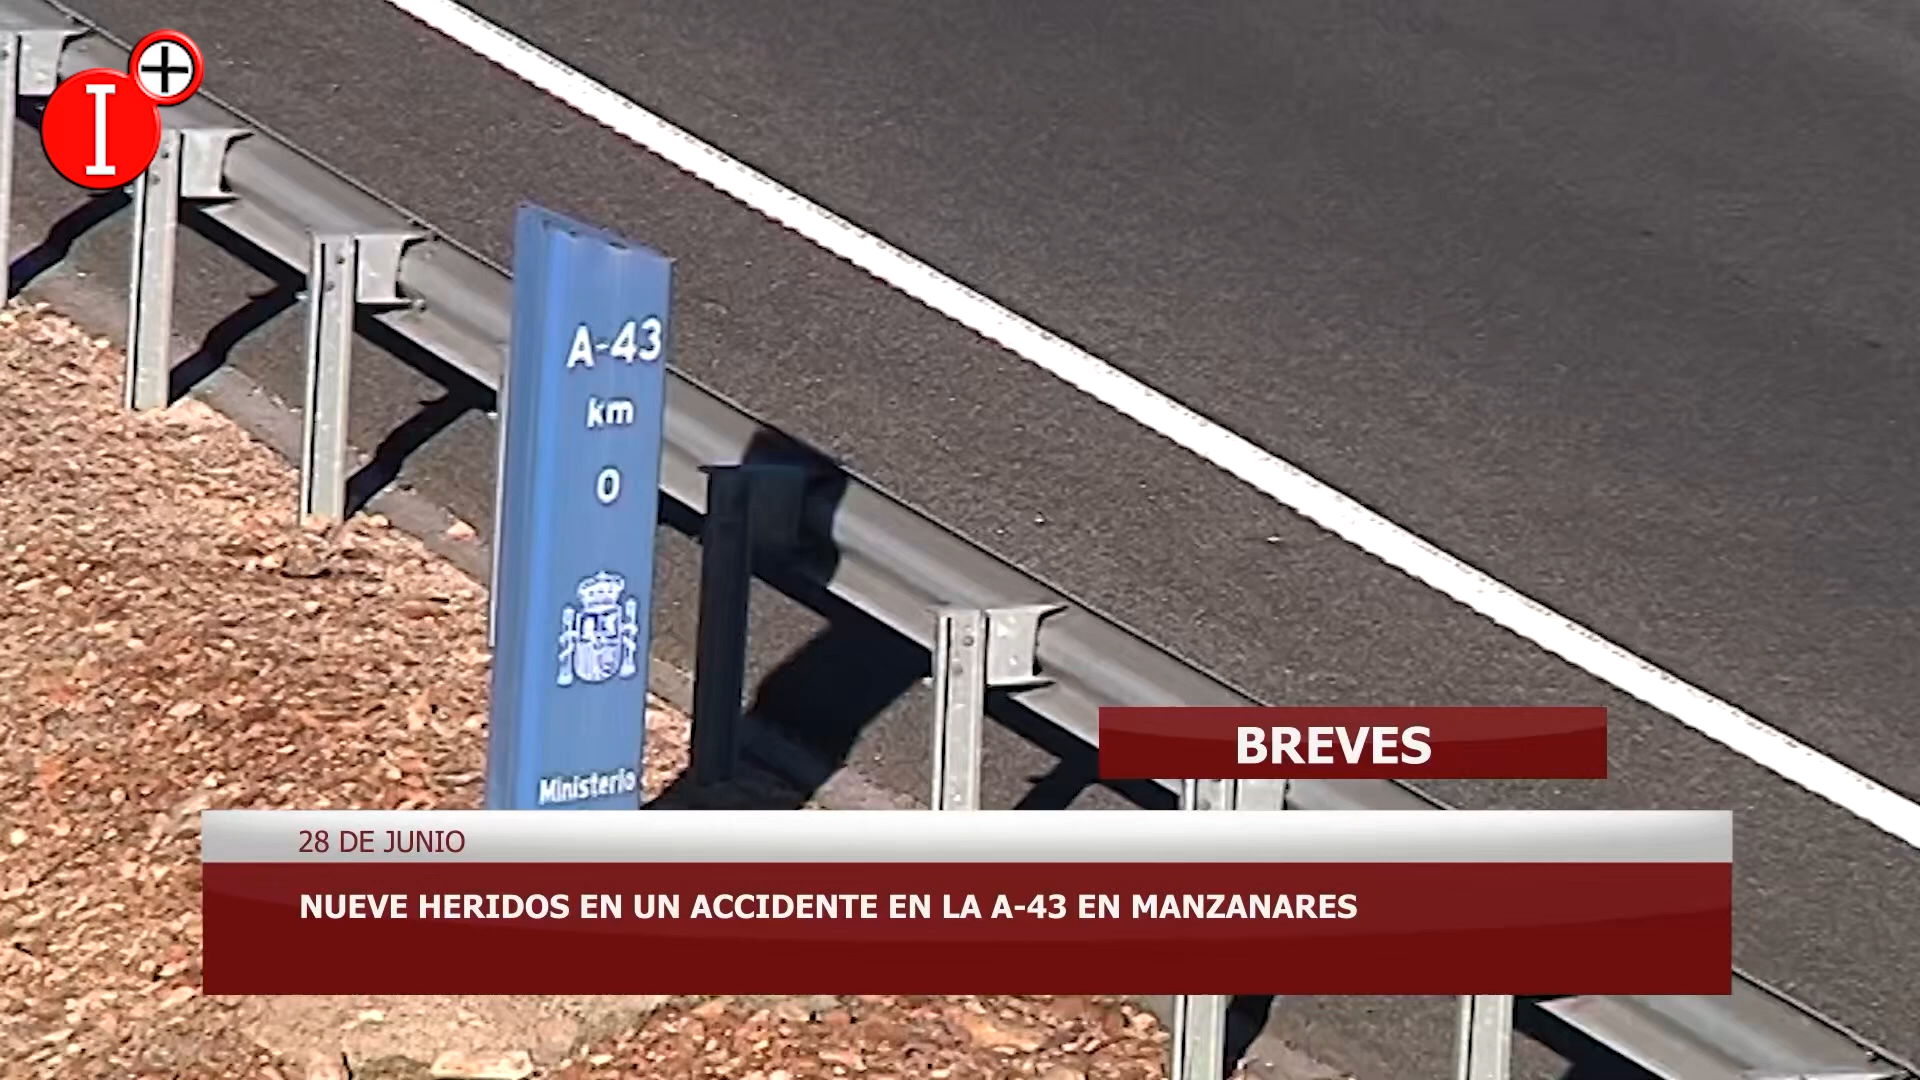 I+
A-43
km
0
Ministerio
BREVES
28 DE JUNIO
NUEVE HERIDOS EN UN ACCIDENTE EN LA A-43 EN MANZANARES